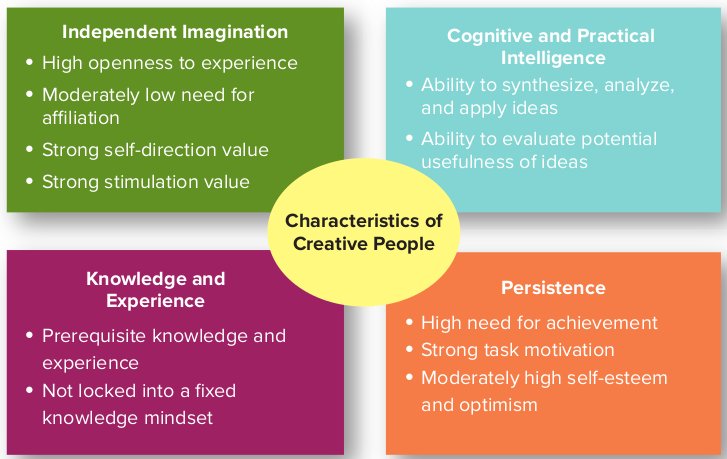 Independent Imagination
• High openness to experience
• Moderately low need for
affiliation
• Strong self-direction value
• Strong stimulation value
Cognitive and Practical
Intelligence
• Ability to synthesize, analyze,
and apply ideas
• Ability to evaluate potential
usefulness of ideas
Characteristics of
Creative People
Knowledge and
Experience
• Prerequisite knowledge and
experience
• Not locked into a fixed
knowledge mindset
Persistence
• High need for achievement
• Strong task motivation
• Moderately high self-esteem
and optimism